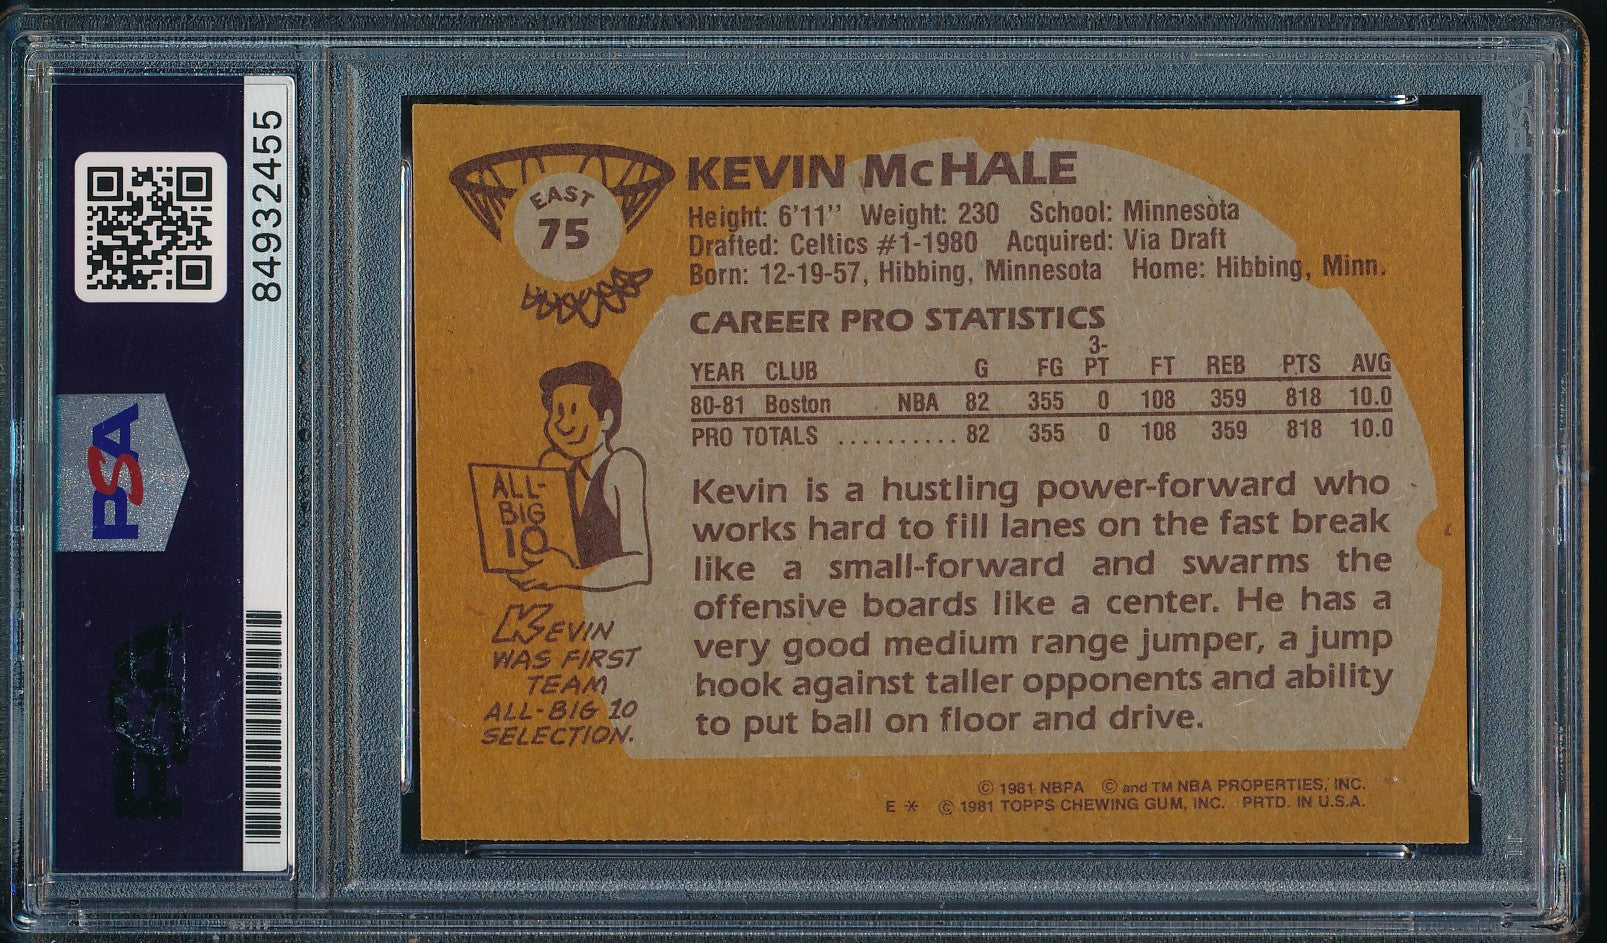 84932455
PSA
PSA
EAST
75
KEVIN McHALE
Height: 6'11'' Weight: 230 School: Minnesota
Drafted: Celtics #1-1980 Acquired: Via Draft
Born: 12-19-57, Hibbing, Minnesota Home: Hibbing, Minn.
CAREER PRO STATISTICS
YEAR CLUB G FG 3-PT FT REB PTS AVG
80-81 Boston NBA 82 355 0 108 359 818 10.0
PRO TOTALS .......... 82 355 0 108 359 818 10.0
ALL-
BIG
10
KEVIN
WAS FIRST
TEAM
ALL-BIG 10
SELECTION.
Kevin is a hustling power-forward who
works hard to fill lanes on the fast break
like a small-forward and swarms the
offensive boards like a center. He has a
very good medium range jumper, a jump
hook against taller opponents and ability
to put ball on floor and drive.
© 1981 NBPA © and TM NBA PROPERTIES, INC.
E * © 1981 TOPPS CHEWING GUM, INC. PRTD. IN U.S.A.